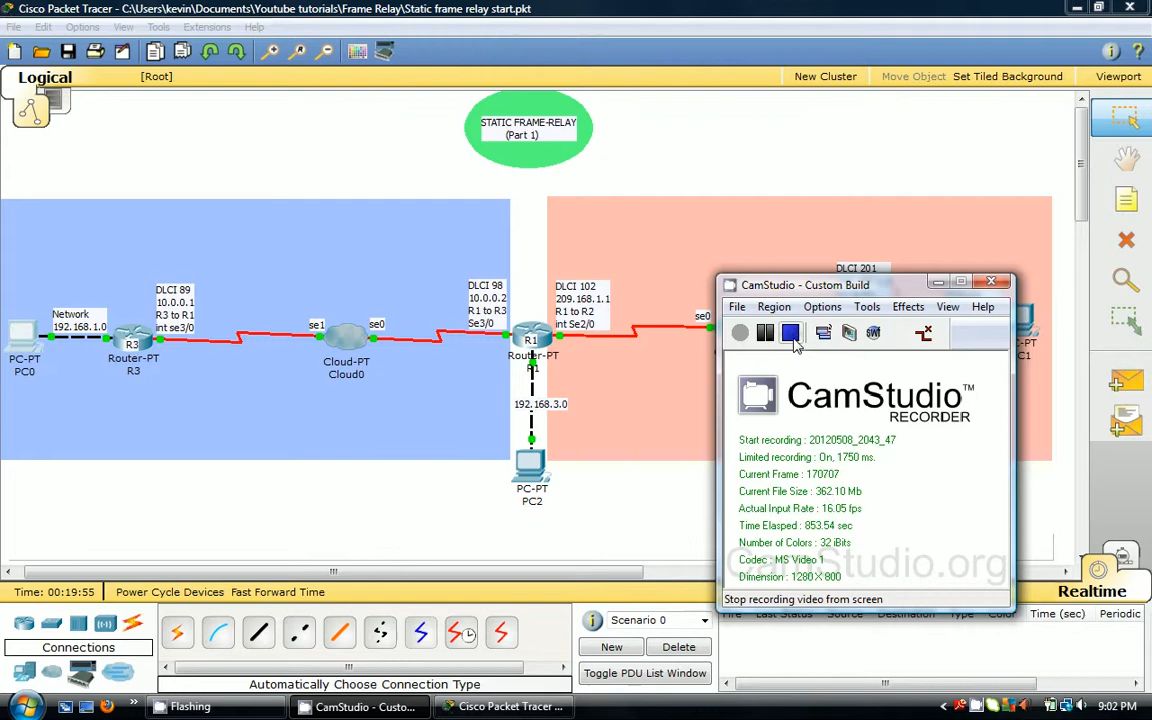 Cisco Packet Tracer - C:\Users\kevin\Documents\Youtube tutorials\Frame Relay\Static frame relay start.pkt
File Edit Options View Tools Extensions Help
Logical
[Root]
New Cluster
Move Object
Set Tiled Background
Viewport
STATIC FRAME-RELAY
(Part 1)
Network
192.168.1.0
PC-PT
PC0
R3
Router-PT
R3
DLCI 89
10.0.0.1
R3 to R1
int se3/0
se1
se0
Cloud-PT
Cloud0
DLCI 98
10.0.0.2
R1 to R3
Se3/0
R1
Router-PT
R1
DLCI 102
209.168.1.1
R1 to R2
int Se2/0
192.168.3.0
PC-PT
PC2
se0
DLCI 201
C-PT
C1
CamStudio - Custom Build
File Region Options Tools Effects View Help
SWF
CamStudio™
RECORDER
Start recording : 20120508_2043_47
Limited recording : On, 1750 ms.
Current Frame : 170707
Current File Size : 362.10 Mb
Actual Input Rate : 16.05 fps
Time Elasped : 853.54 sec
Number of Colors : 32 iBits
Codec : MS Video 1
Dimension : 1280 X 800
CamStudio.org
Stop recording video from screen
Time: 00:19:55
Power Cycle Devices
Fast Forward Time
Realtime
Connections
Automatically Choose Connection Type
Scenario 0
New
Delete
Toggle PDU List Window
Time (sec)
Periodic
Flashing
CamStudio - Custo...
Cisco Packet Tracer ...
9:02 PM